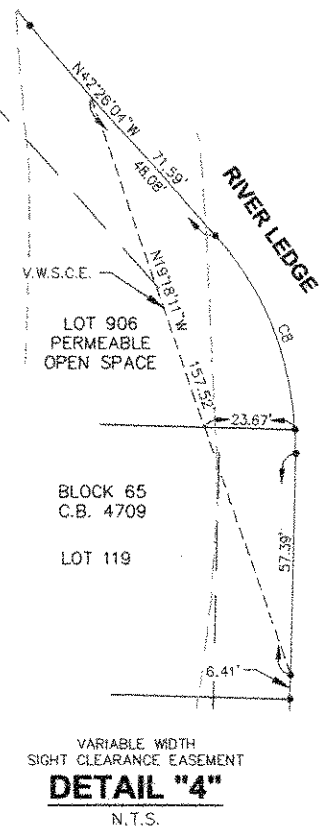 N42°26'04"W
71.59'
48.08'
RIVER LEDGE
V.W.S.C.E.
N19°18'11"W
157.52'
LOT 906
PERMEABLE
OPEN SPACE
C8
23.67'
BLOCK 65
C.B. 4709
LOT 119
57.39'
6.41'
VARIABLE WIDTH
SIGHT CLEARANCE EASEMENT
DETAIL "4"
N.T.S.